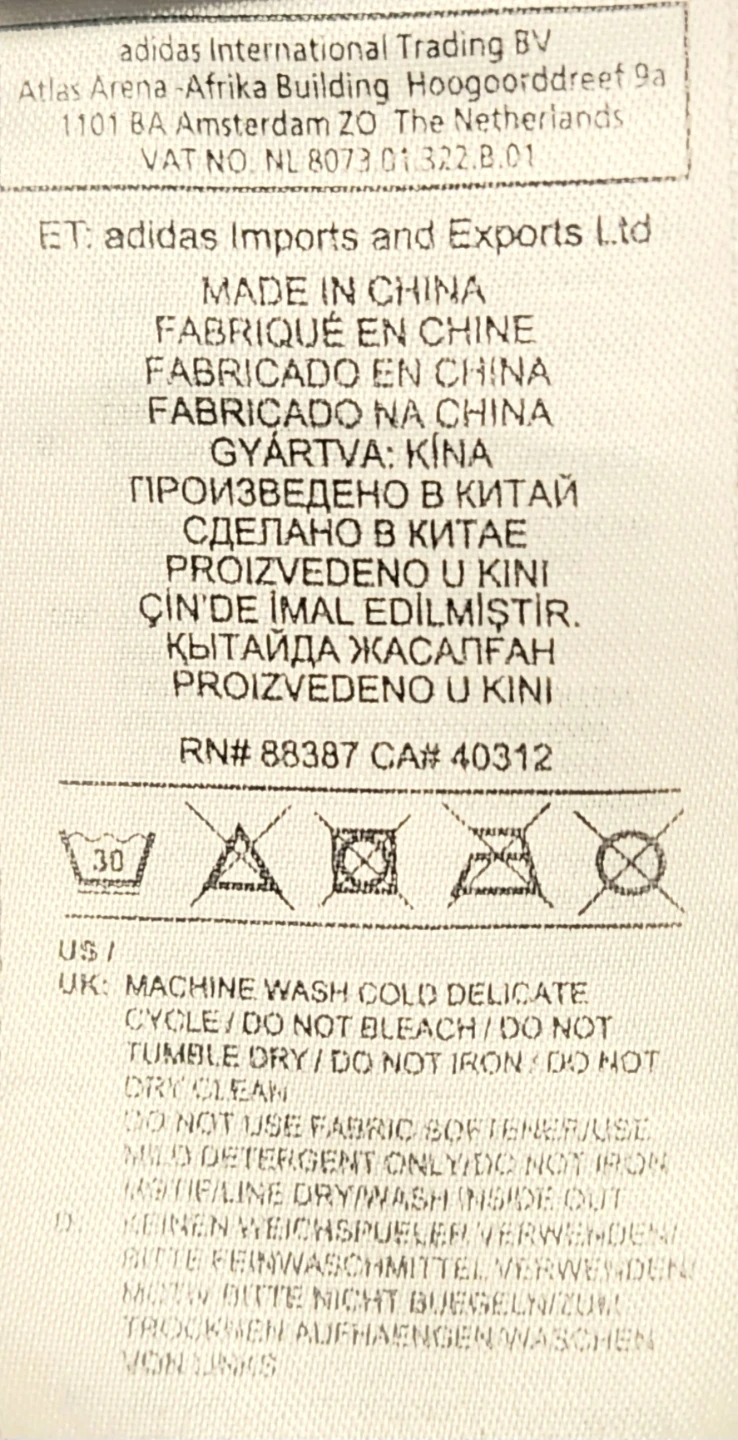 adidas International Trading BV
Atlas Arena -Afrika Building Hoogoorddreef 9a
1101 BA Amsterdam ZO The Netherlands
VAT NO. NL 8073.01.322.B.01
ET: adidas Imports and Exports Ltd
MADE IN CHINA
FABRIQUÉ EN CHINE
FABRICADO EN CHINA
FABRICADO NA CHINA
GYÁRTVA: KÍNA
ПРОИЗВЕДЕНО В КИТАЙ
СДЕЛАНО В КИТАЕ
PROIZVEDENO U KINI
ÇİN'DE İMAL EDİLMİŞTİR.
ҚЫТАЙДА ЖАСАЛҒАН
PROIZVEDENO U KINI
RN# 88387 CA# 40312
30
US /
UK: MACHINE WASH COLD DELICATE
CYCLE / DO NOT BLEACH / DO NOT
TUMBLE DRY / DO NOT IRON / DO NOT
DRY CLEAN
DO NOT USE FABRIC SOFTENER/USE
MILD DETERGENT ONLY/DO NOT IRON
MOTIF/LINE DRY/WASH INSIDE OUT
D: KEINEN WEICHSPUELER VERWENDEN/
BITTE FEINWASCHMITTEL VERWENDEN/
MOTIV BITTE NICHT BUEGELN/ZUM
TROCKNEN AUFHAENGEN/WASCHEN
VON LINKS